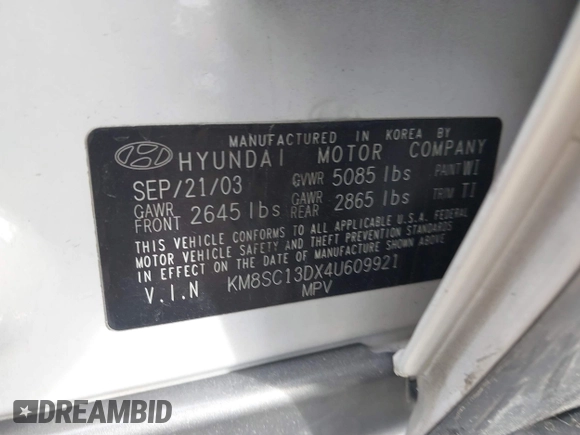 MANUFACTURED IN KOREA BY
HYUNDAI MOTOR COMPANY
SEP/21/03 GVWR 5085 lbs PAINT WI
GAWR FRONT 2645 lbs GAWR REAR 2865 lbs TRIM TI
THIS VEHICLE CONFORMS TO ALL APPLICABLE U.S.A. FEDERAL
MOTOR VEHICLE SAFETY AND THEFT PREVENTION STANDARDS
IN EFFECT ON THE DATE OF MANUFACTURE SHOWN ABOVE.
V.I.N KM8SC13DX4U609921
MPV
DREAMBID